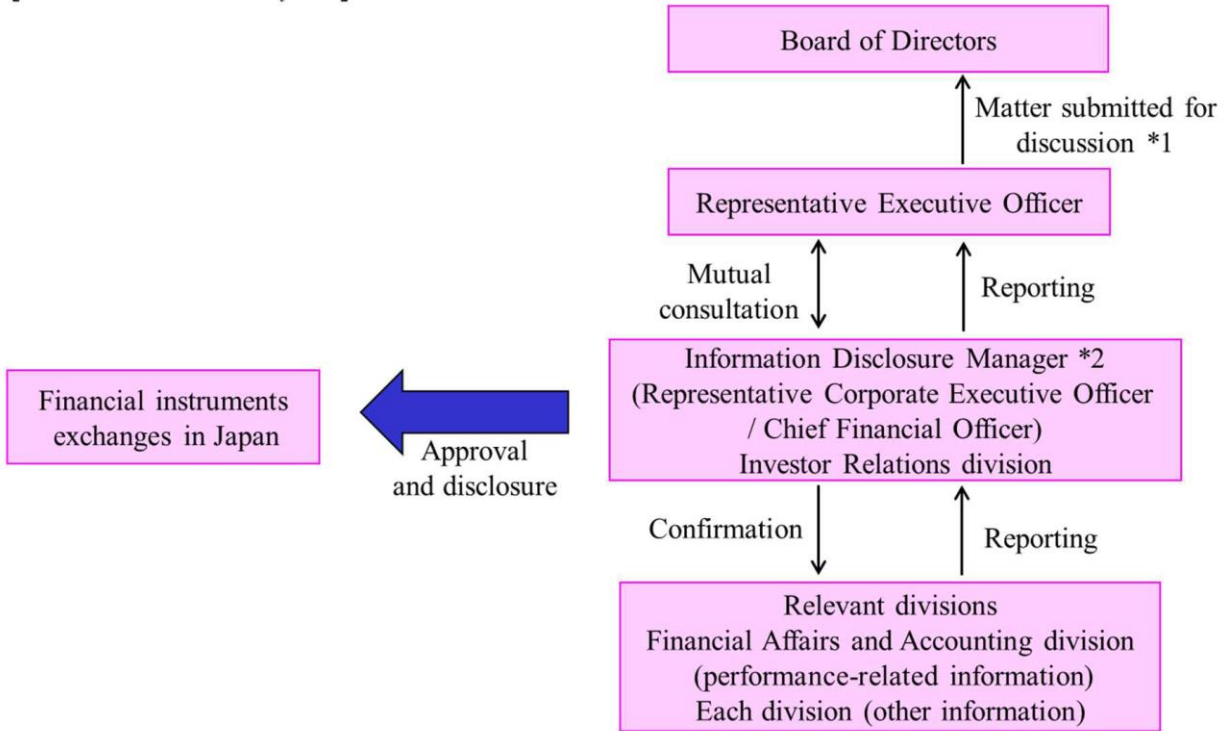 Board of Directors
Matter submitted for
discussion *1
Representative Executive Officer
Mutual
consultation
Reporting
Information Disclosure Manager *2
(Representative Corporate Executive Officer
/ Chief Financial Officer)
Investor Relations division
Financial instruments
exchanges in Japan
Approval
and disclosure
Confirmation
Reporting
Relevant divisions
Financial Affairs and Accounting division
(performance-related information)
Each division (other information)